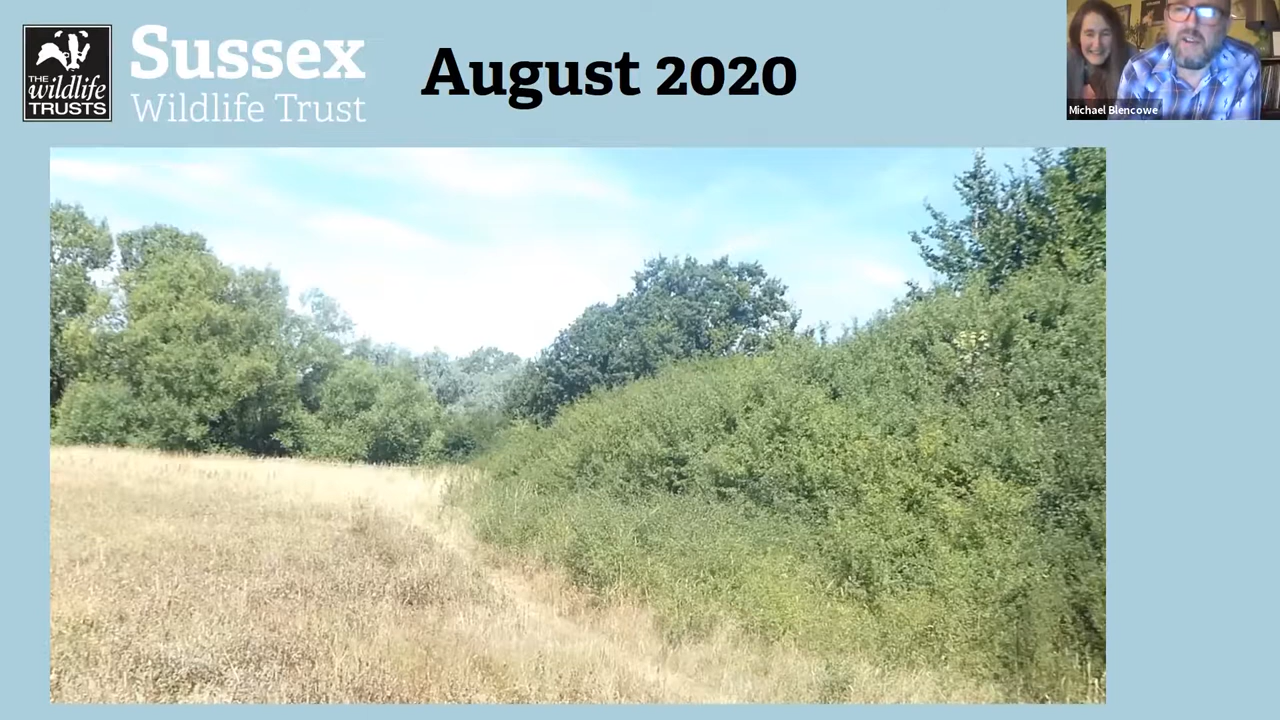 THE
wildlife
TRUSTS
Sussex
Wildlife Trust
August 2020
Michael Blencowe